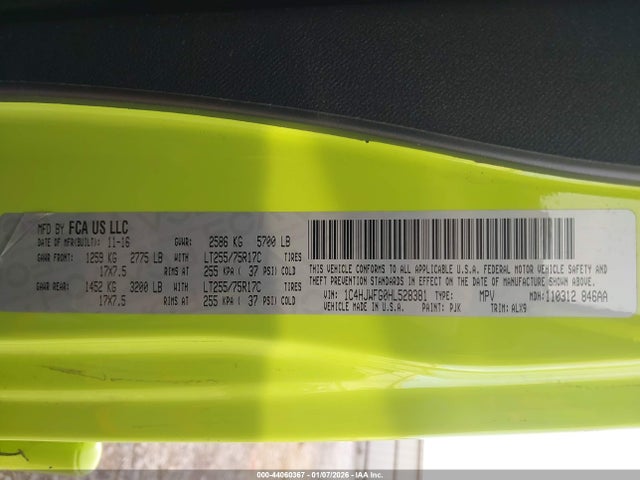 MFD BY FCA US LLC
DATE OF MFR(BUILT): 11-16 GVWR: 2586 KG 5700 LB
GAWR FRONT: 1259 KG 2775 LB WITH LT255/75R17C TIRES
17X7.5 RIMS AT 255 KPA ( 37 PSI) COLD
GAWR REAR: 1452 KG 3200 LB WITH LT255/75R17C TIRES
17X7.5 RIMS AT 255 KPA ( 37 PSI) COLD
THIS VEHICLE CONFORMS TO ALL APPLICABLE U.S.A. FEDERAL MOTOR VEHICLE SAFETY AND
THEFT PREVENTION STANDARDS IN EFFECT ON THE DATE OF MANUFACTURE SHOWN ABOVE.
VIN: 1C4HJWFG0HL528381 TYPE: MPV MDH: 110312 846AA
VEHICLE MADE IN U.S.A. PAINT: PJK TRIM: ALX9
000-44060367 - 01/07/2026 - IAA Inc.